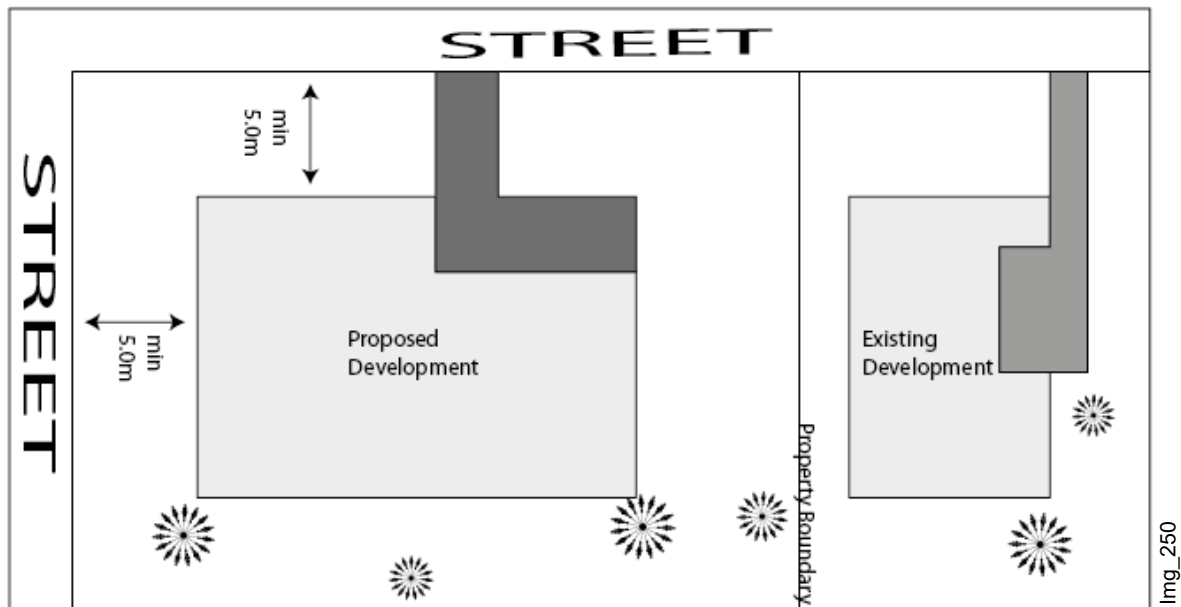 STREET
STREET
min
5.0m
min
5.0m
Proposed
Development
Existing
Development
Property Boundary
Img_250